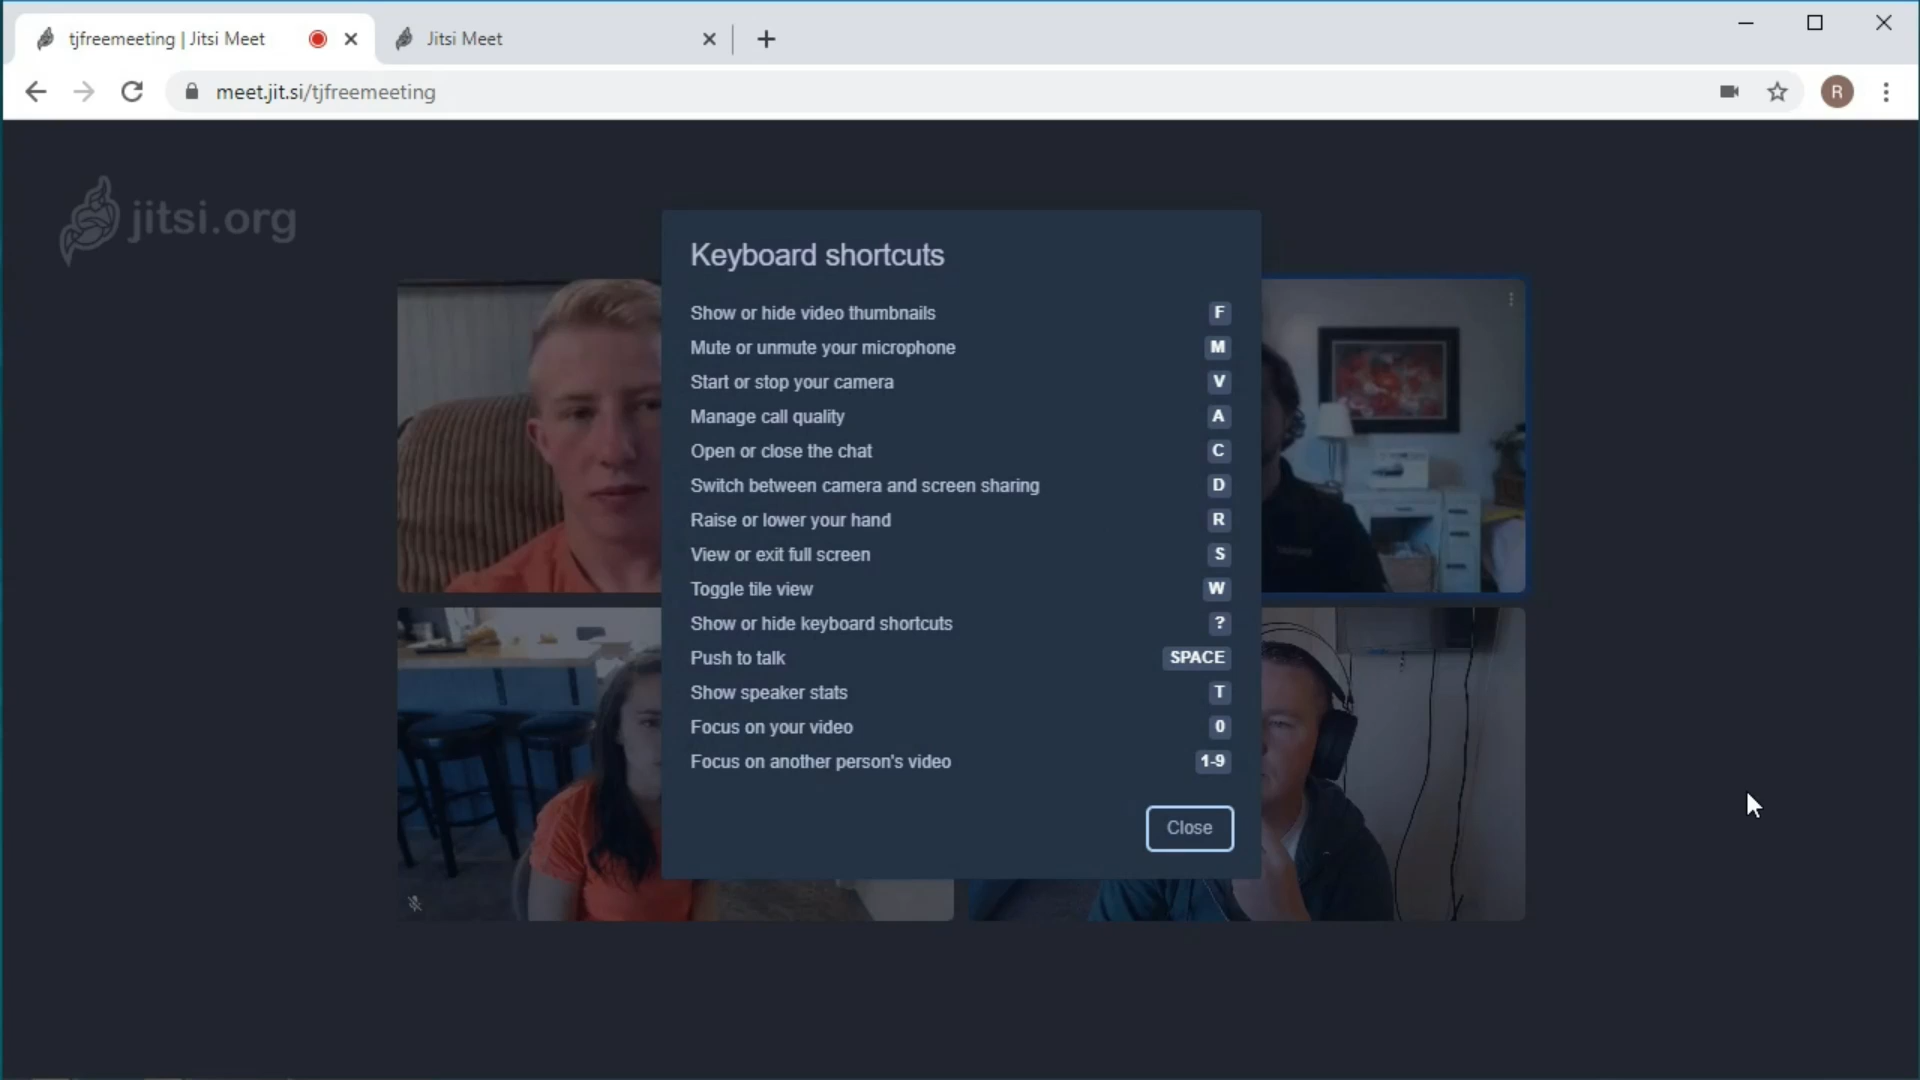 tjfreemeeting | Jitsi Meet
Jitsi Meet
meet.jit.si/tjfreemeeting
R
jitsi.org
Keyboard shortcuts
Show or hide video thumbnails F
Mute or unmute your microphone M
Start or stop your camera V
Manage call quality A
Open or close the chat C
Switch between camera and screen sharing D
Raise or lower your hand R
View or exit full screen S
Toggle tile view W
Show or hide keyboard shortcuts ?
Push to talk SPACE
Show speaker stats T
Focus on your video 0
Focus on another person's video 1-9
Close